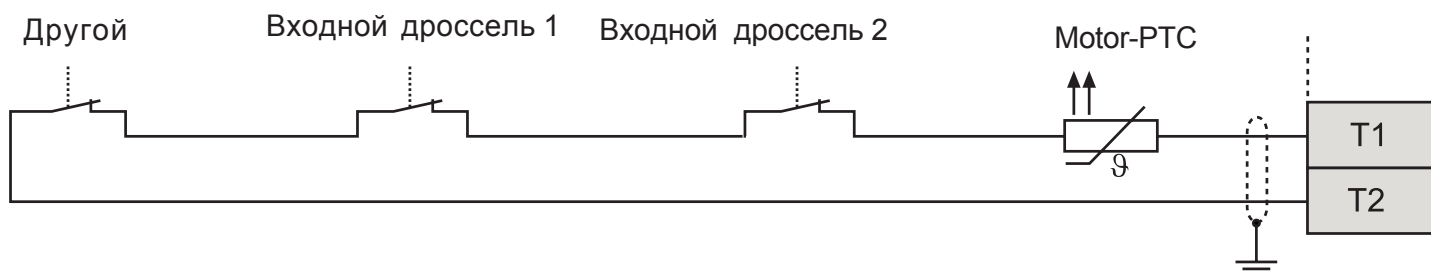 Другой
Входной дроссель 1
Входной дроссель 2
Motor-PTC
T1
ϑ
T2